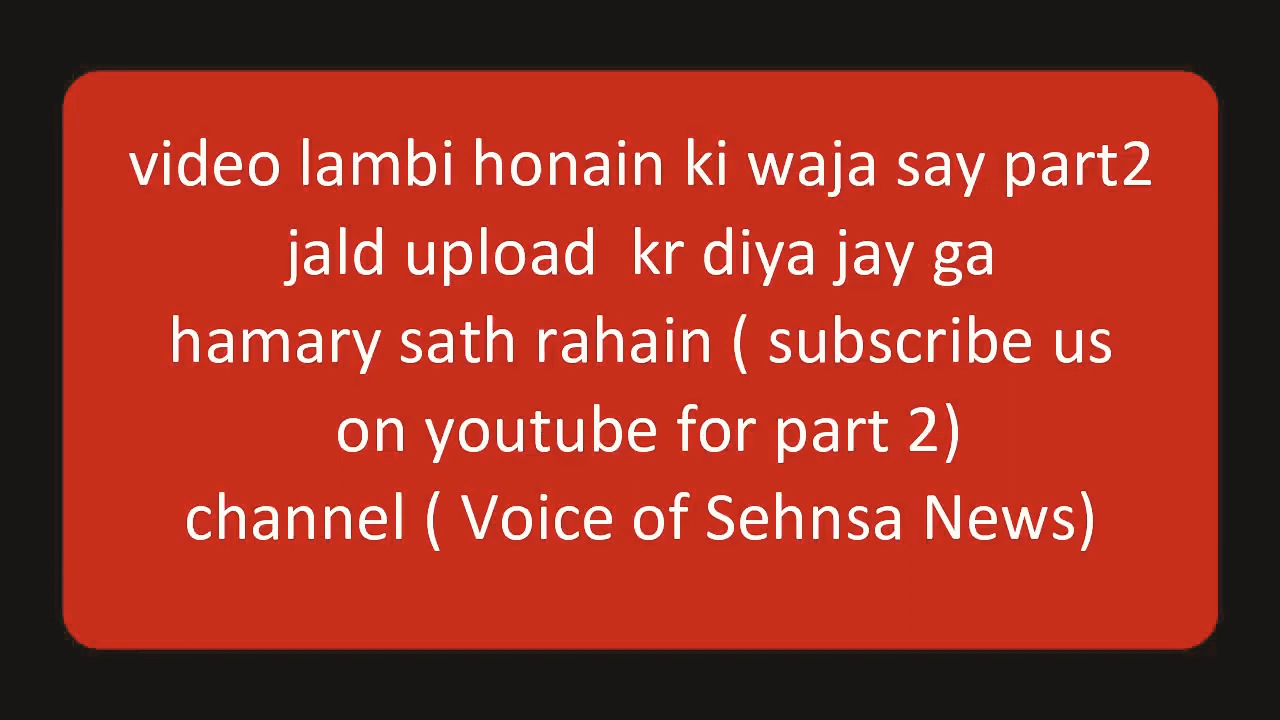 video lambi honain ki waja say part2
jald upload  kr diya jay ga
hamary sath rahain ( subscribe us
on youtube for part 2)
channel ( Voice of Sehnsa News)